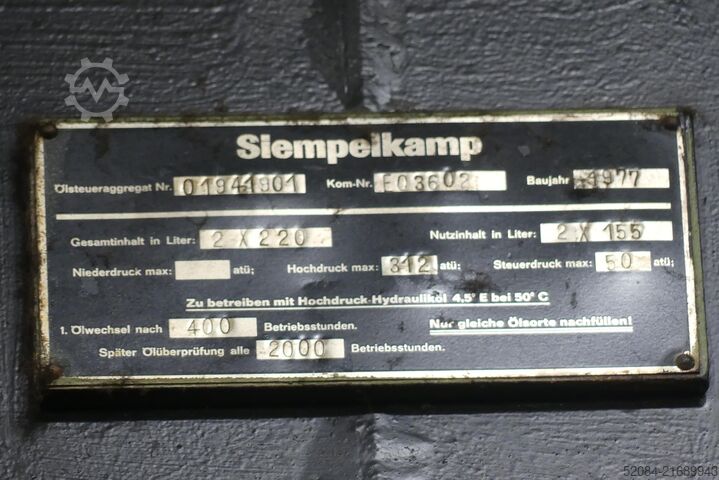 Siempelkamp
Ölsteueraggregat Nr. 01941901 Kom-Nr. F03602 Baujahr 1977
Gesamtinhalt in Liter: 2 X 220 Nutzinhalt in Liter: 2 X 155
Niederdruck max: atü; Hochdruck max: 312 atü; Steuerdruck max: 50 atü;
Zu betreiben mit Hochdruck-Hydrauliköl 4,5° E bei 50° C
1. Ölwechsel nach 400 Betriebsstunden. Nur gleiche Ölsorte nachfüllen!
Später Ölüberprüfung alle 2000 Betriebsstunden.
52084-21689943